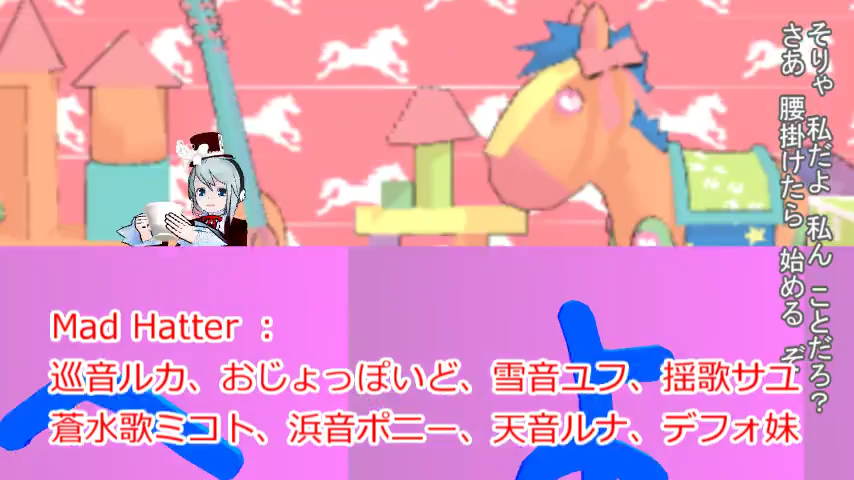 そりゃ 私だよ 私ん ことだろ？
さあ 腰掛けたら 始める ぞ
Mad Hatter ：
巡音ルカ、おじょっぽいど、雪音ユフ、揺歌サユ
蒼水歌ミコト、浜音ポニー、天音ルナ、デフォ妹